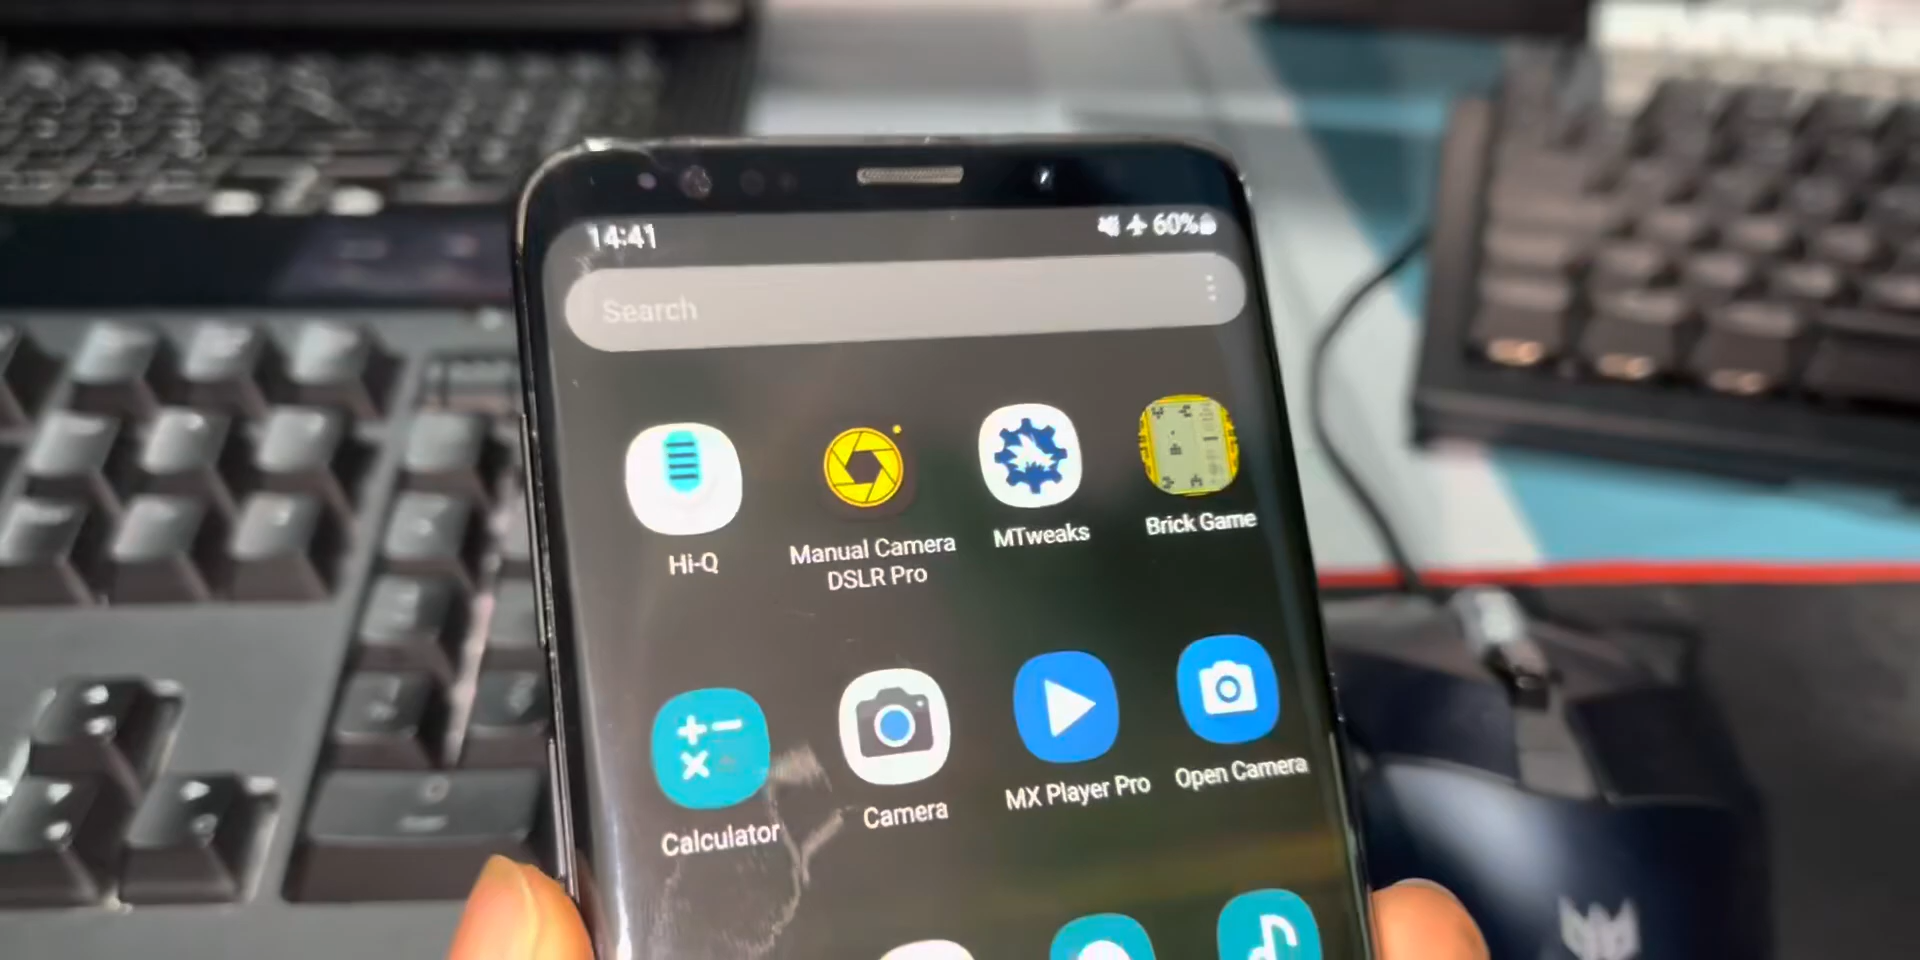 14:41
60%
Search
Hi-Q
Manual Camera
DSLR Pro
MTweaks
Brick Game
Calculator
Camera
MX Player Pro
Open Camera